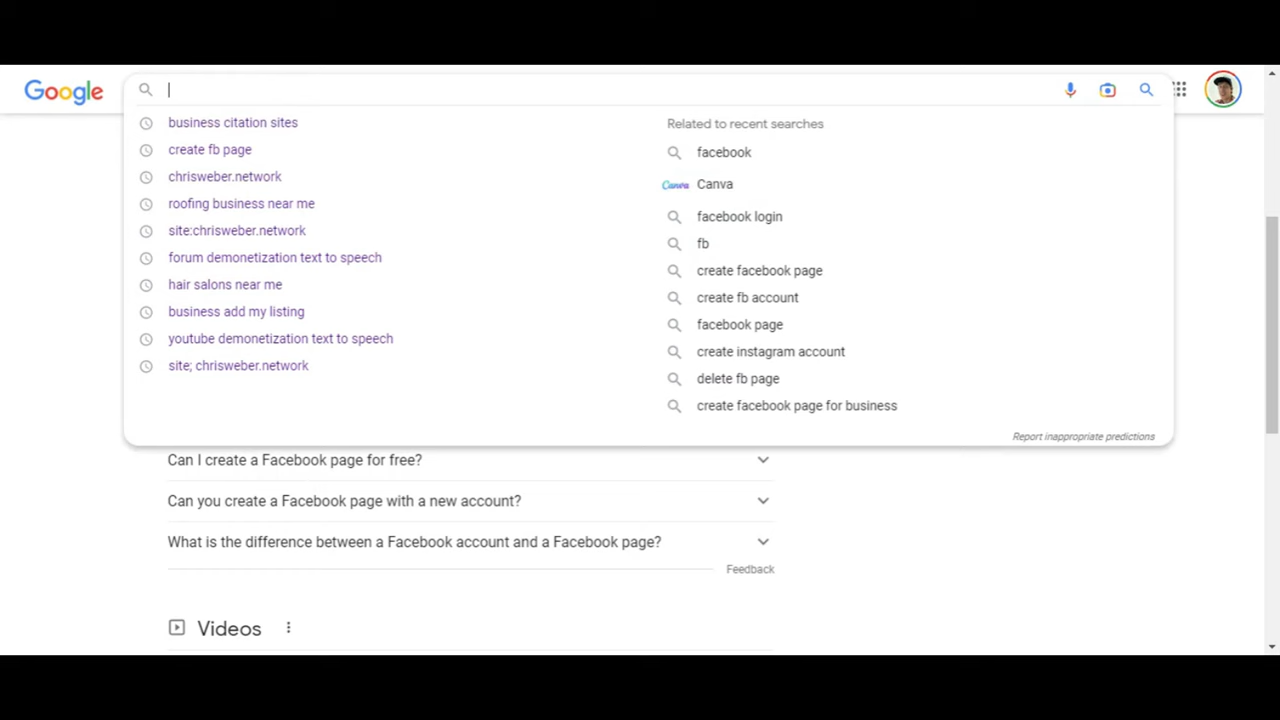 Google
business citation sites
create fb page
chrisweber.network
roofing business near me
site:chrisweber.network
forum demonetization text to speech
hair salons near me
business add my listing
youtube demonetization text to speech
site; chrisweber.network
Related to recent searches
facebook
Canva Canva
facebook login
fb
create facebook page
create fb account
facebook page
create instagram account
delete fb page
create facebook page for business
Report inappropriate predictions
Can I create a Facebook page for free?
Can you create a Facebook page with a new account?
What is the difference between a Facebook account and a Facebook page?
Feedback
Videos